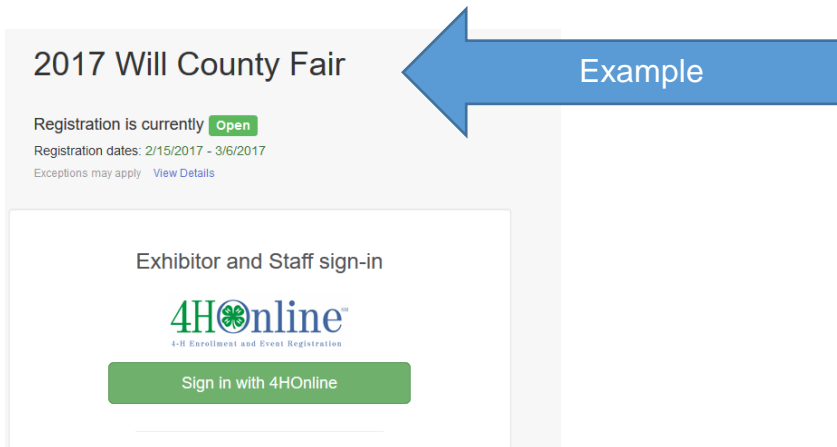 2017 Will County Fair
Example
Registration is currently Open
Registration dates: 2/15/2017 - 3/6/2017
Exceptions may apply View Details
Exhibitor and Staff sign-in
4HOnline
4-H Enrollment and Event Registration
Sign in with 4HOnline